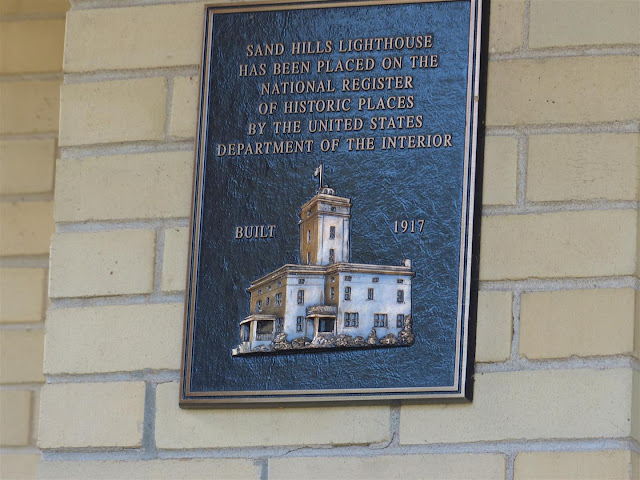 SAND HILLS LIGHTHOUSE
HAS BEEN PLACED ON THE
NATIONAL REGISTER
OF HISTORIC PLACES
BY THE UNITED STATES
DEPARTMENT OF THE INTERIOR
BUILT 1917